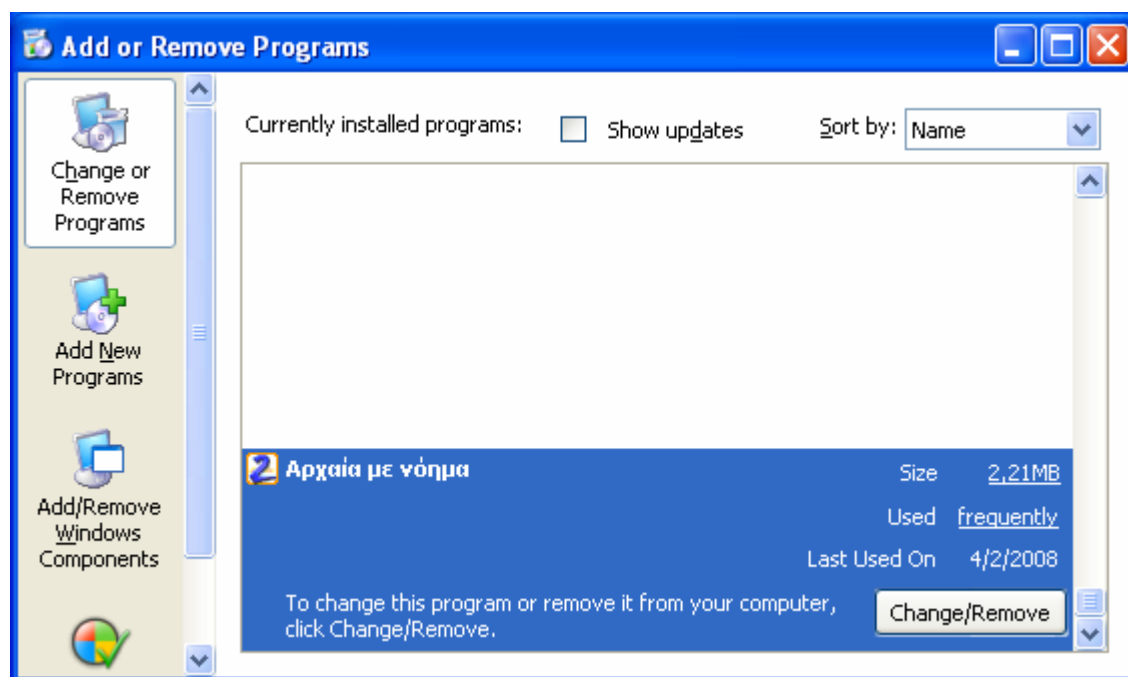 Add or Remove Programs
Change or
Remove
Programs
Add New
Programs
Add/Remove
Windows
Components
Currently installed programs:
Show updates
Sort by: Name
2 Αρχαία με νόημα
Size 2,21MB
Used frequently
Last Used On 4/2/2008
To change this program or remove it from your computer,
click Change/Remove.
Change/Remove